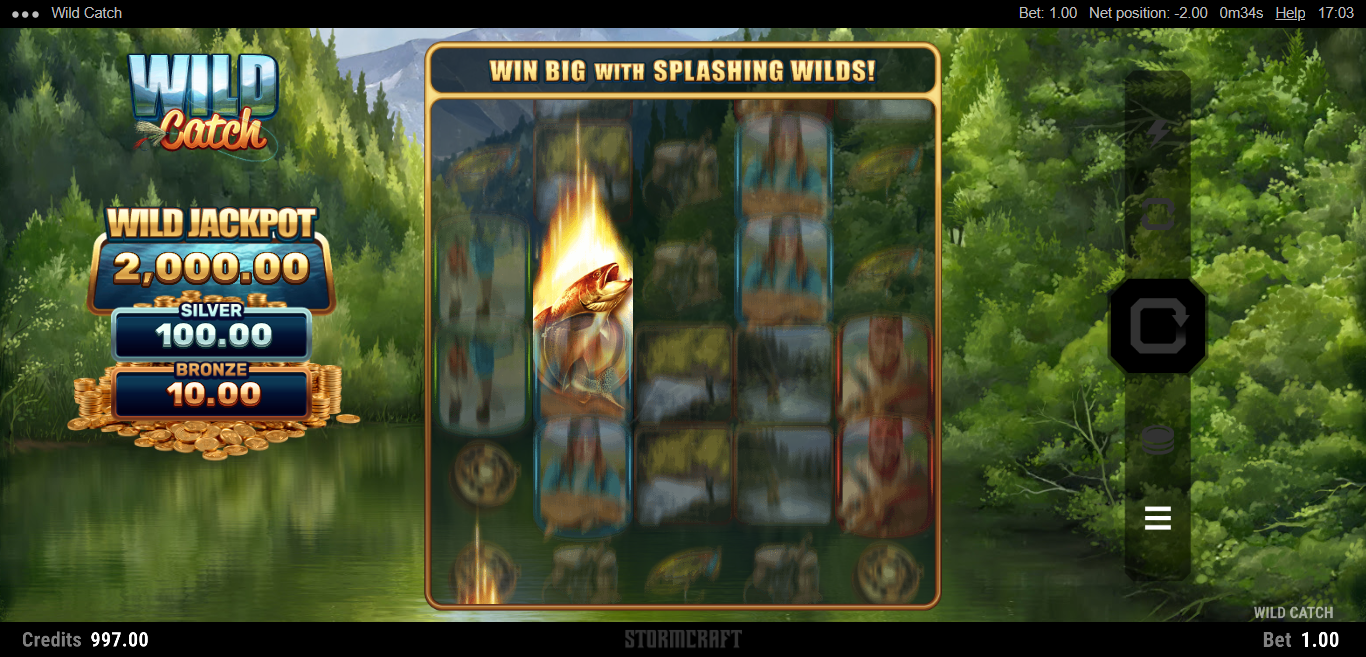 Wild Catch
Bet: 1.00 Net position: -2.00 0m34s Help 17:03
WILD
Catch
WIN BIG WITH SPLASHING WILDS!
WILD JACKPOT
2,000.00
SILVER
100.00
BRONZE
10.00
WILD CATCH
Credits 997.00
STORMCRAFT
Bet 1.00